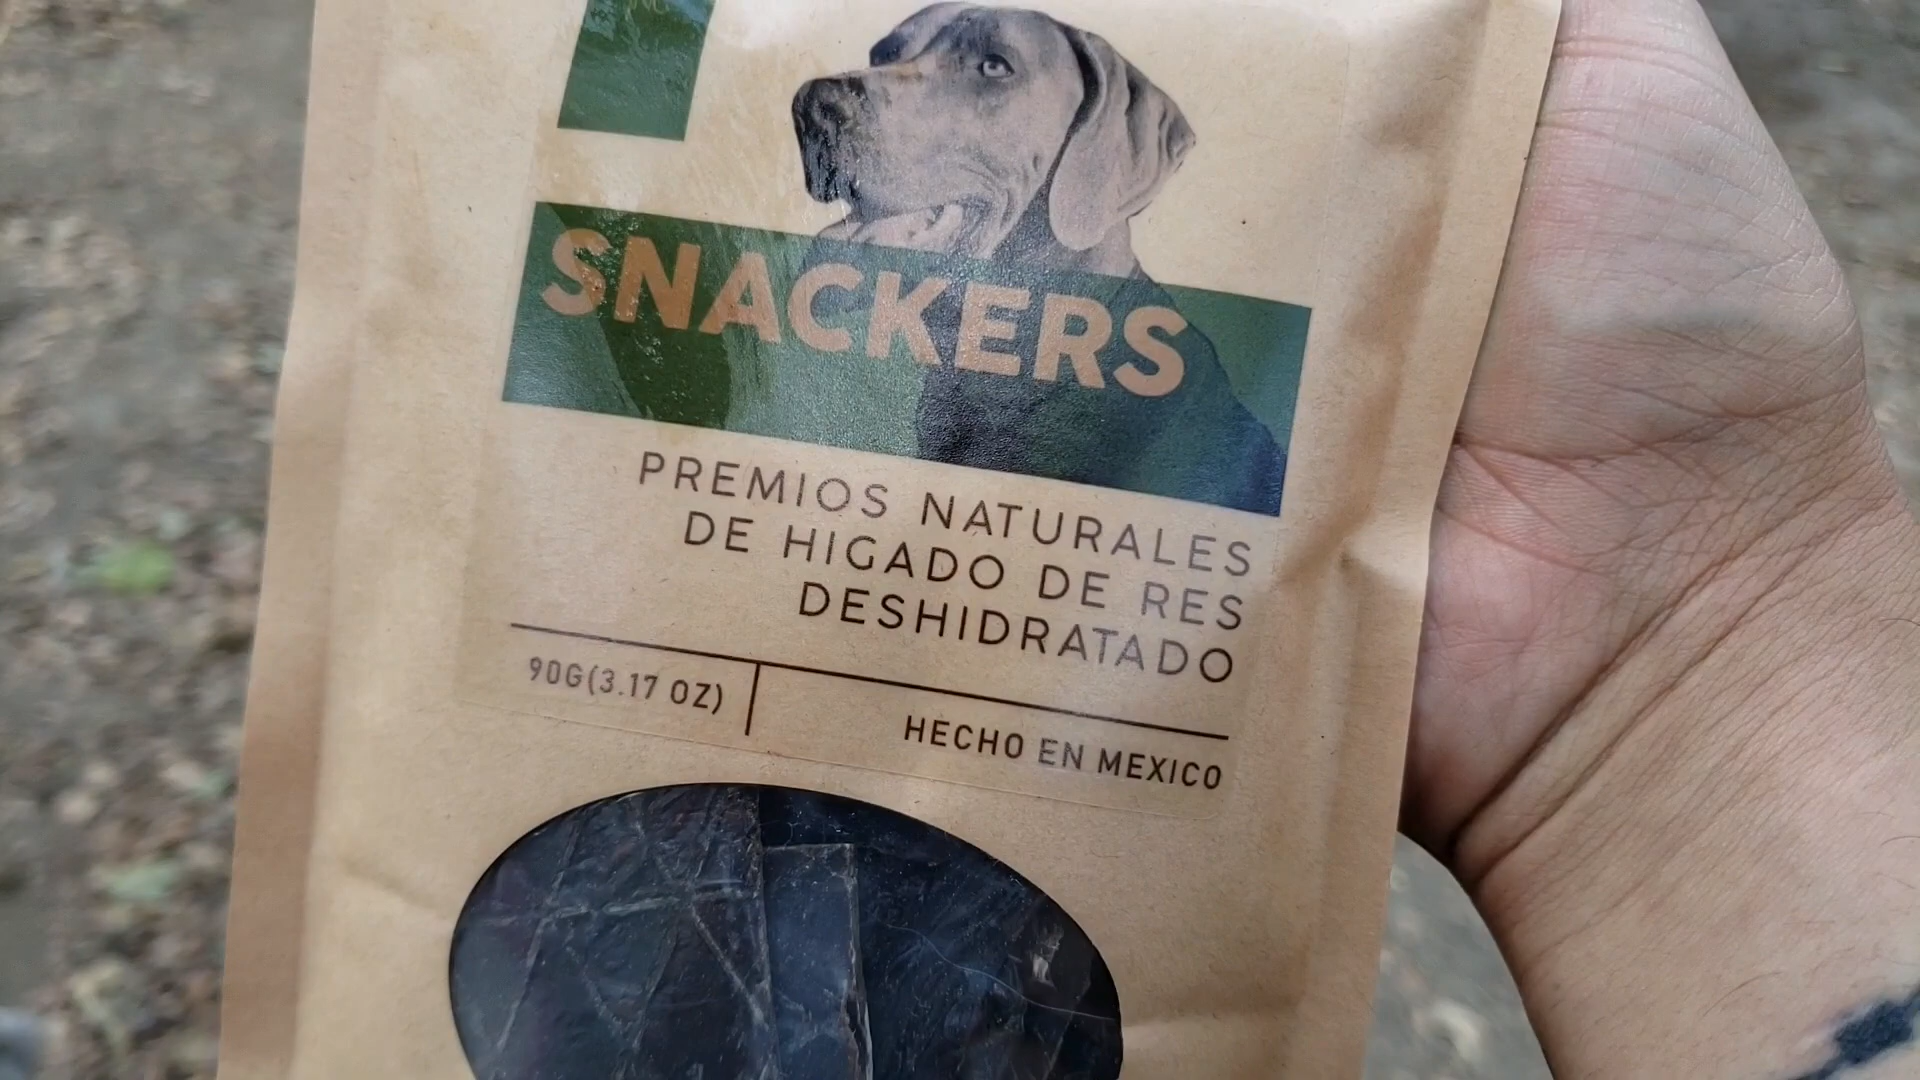 SNACKERS
PREMIOS NATURALES
DE HIGADO DE RES
DESHIDRATADO
90G(3.17 OZ)
HECHO EN MEXICO